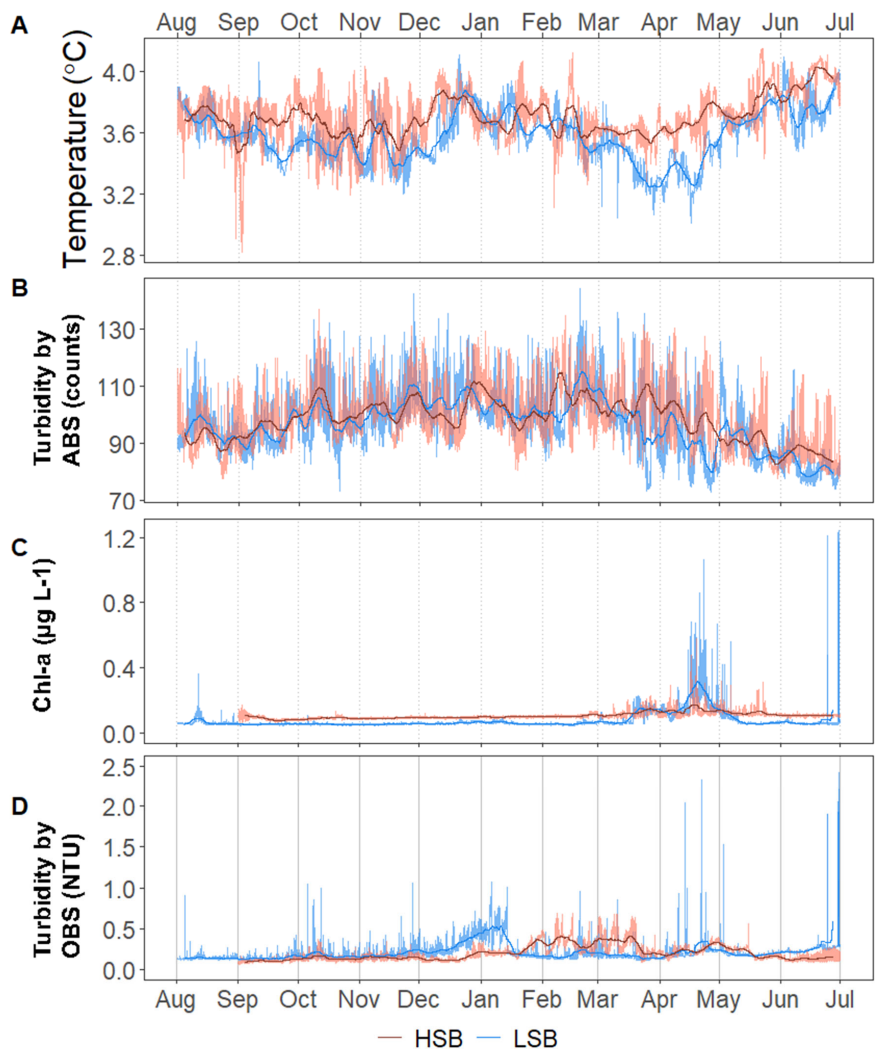 A
Aug Sep Oct Nov Dec Jan Feb Mar Apr May Jun Jul
Temperature (°C)
4.0
3.6
3.2
2.8
B
Turbidity by
ABS (counts)
130
110
90
70
C
Chl-a (µg L-1)
1.2
0.8
0.4
0.0
D
Turbidity by
OBS (NTU)
2.5
2.0
1.5
1.0
0.5
0.0
Aug Sep Oct Nov Dec Jan Feb Mar Apr May Jun Jul
HSB LSB